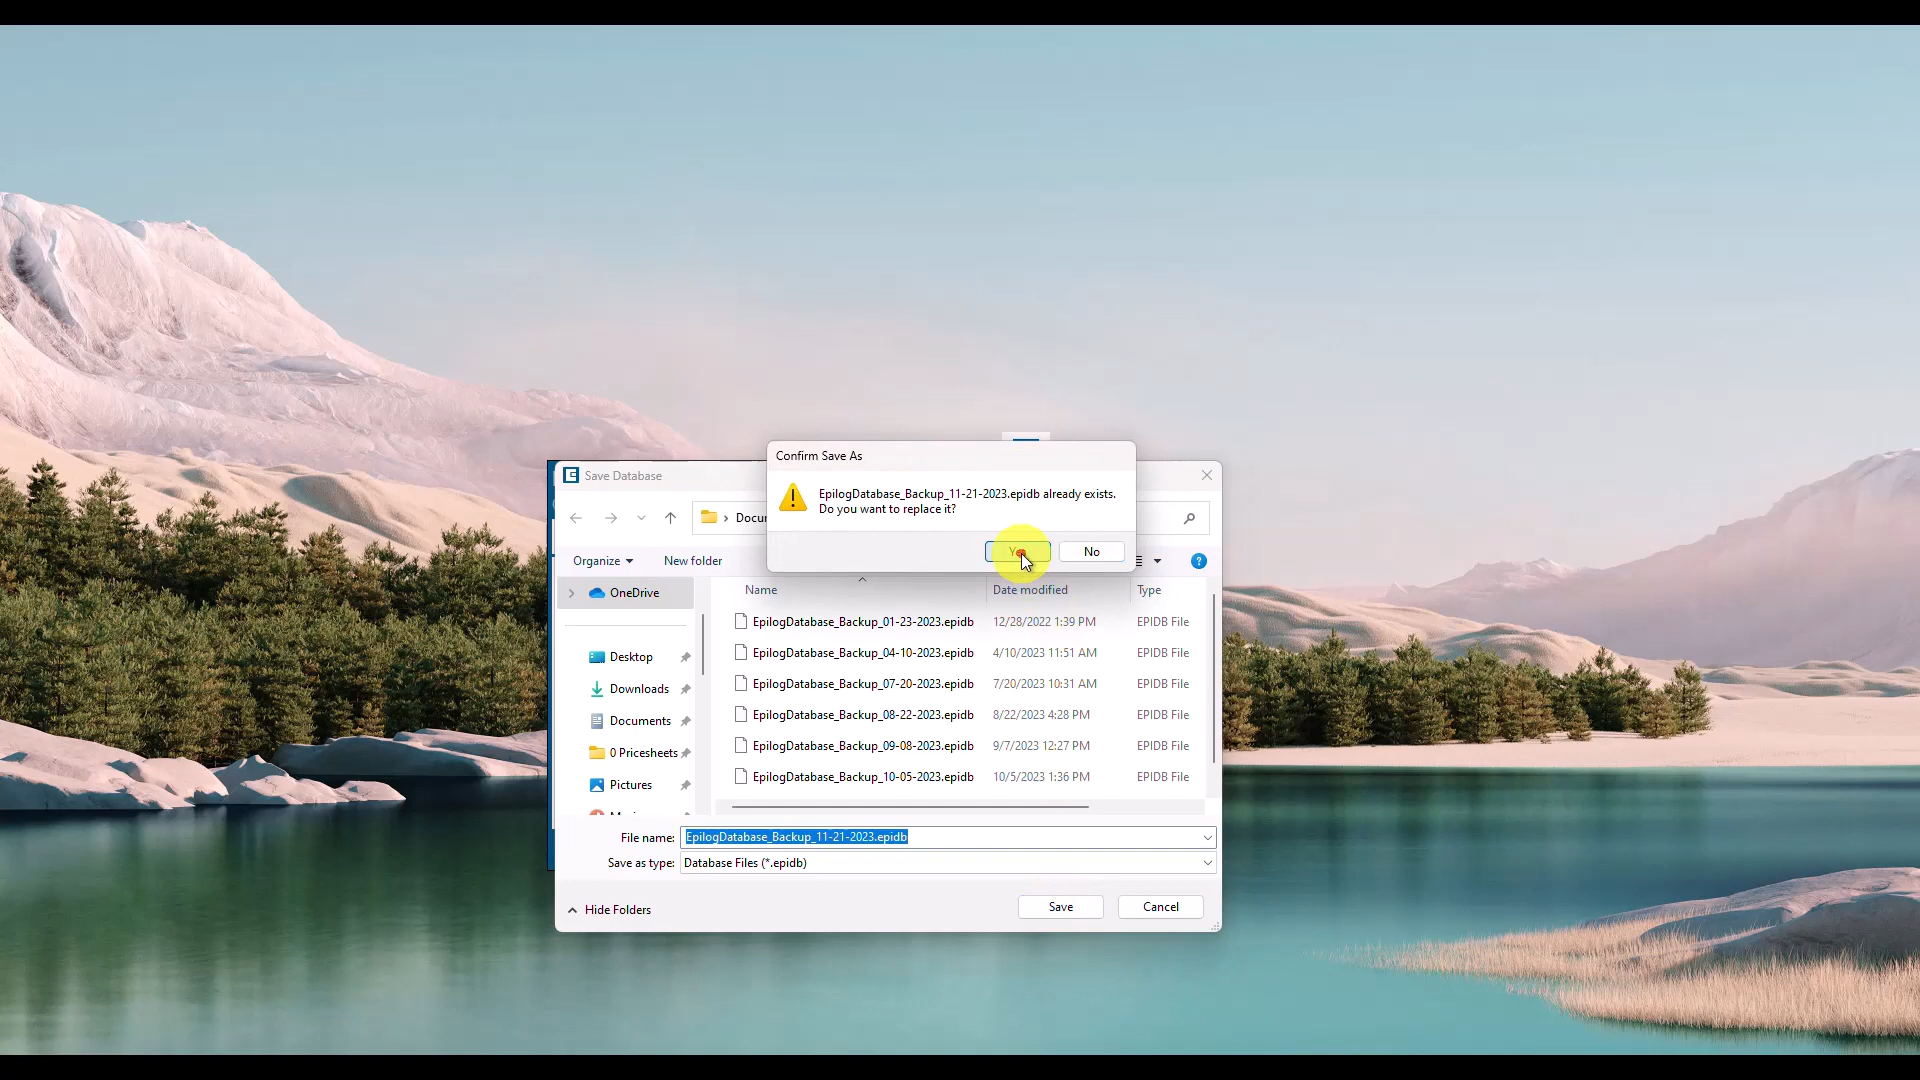 Confirm Save As
Save Database
EpilogDatabase_Backup_11-21-2023.epidb already exists.
Do you want to replace it?
Docu
No
Organize
New folder
OneDrive
Name
Date modified
Type
EpilogDatabase_Backup_01-23-2023.epidb 12/28/2022 1:39 PM EPIDB File
EpilogDatabase_Backup_04-10-2023.epidb 4/10/2023 11:51 AM EPIDB File
EpilogDatabase_Backup_07-20-2023.epidb 7/20/2023 10:31 AM EPIDB File
EpilogDatabase_Backup_08-22-2023.epidb 8/22/2023 4:28 PM EPIDB File
EpilogDatabase_Backup_09-08-2023.epidb 9/7/2023 12:27 PM EPIDB File
EpilogDatabase_Backup_10-05-2023.epidb 10/5/2023 1:36 PM EPIDB File
Desktop
Downloads
Documents
0 Pricesheets
Pictures
File name: EpilogDatabase_Backup_11-21-2023.epidb
Save as type: Database Files (*.epidb)
Hide Folders
Save
Cancel